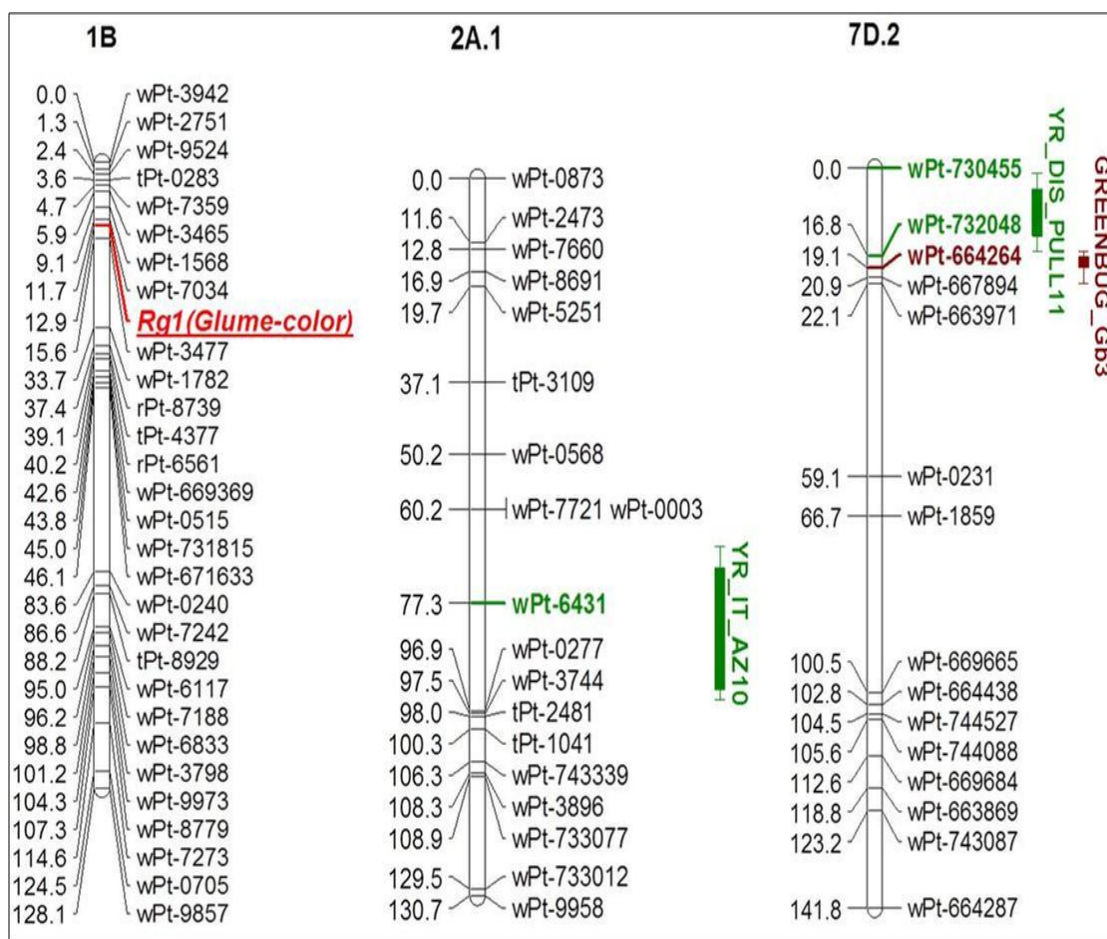 1B
0.0 wPt-3942
1.3 wPt-2751
2.4 wPt-9524
3.6 tPt-0283
4.7 wPt-7359
5.9 wPt-3465
9.1 wPt-1568
11.7 wPt-7034
12.9 Rg1(Glume-color)
15.6 wPt-3477
33.7 wPt-1782
37.4 rPt-8739
39.1 tPt-4377
40.2 rPt-6561
42.6 wPt-669369
43.8 wPt-0515
45.0 wPt-731815
46.1 wPt-671633
83.6 wPt-0240
86.6 wPt-7242
88.2 tPt-8929
95.0 wPt-6117
96.2 wPt-7188
98.8 wPt-6833
101.2 wPt-3798
104.3 wPt-9973
107.3 wPt-8779
114.6 wPt-7273
124.5 wPt-0705
128.1 wPt-9857
2A.1
0.0 wPt-0873
11.6 wPt-2473
12.8 wPt-7660
16.9 wPt-8691
19.7 wPt-5251
37.1 tPt-3109
50.2 wPt-0568
60.2 wPt-7721 wPt-0003
77.3 wPt-6431
96.9 wPt-0277
97.5 wPt-3744
98.0 tPt-2481
100.3 tPt-1041
106.3 wPt-743339
108.3 wPt-3896
108.9 wPt-733077
129.5 wPt-733012
130.7 wPt-9958
YR_IT_AZ10
7D.2
0.0 wPt-730455
16.8 wPt-732048
19.1 wPt-664264
20.9 wPt-667894
22.1 wPt-663971
59.1 wPt-0231
66.7 wPt-1859
100.5 wPt-669665
102.8 wPt-664438
104.5 wPt-744527
105.6 wPt-744088
112.6 wPt-669684
118.8 wPt-663869
123.2 wPt-743087
141.8 wPt-664287
YR_DIS_PULL11
GREENBUG_Gb3